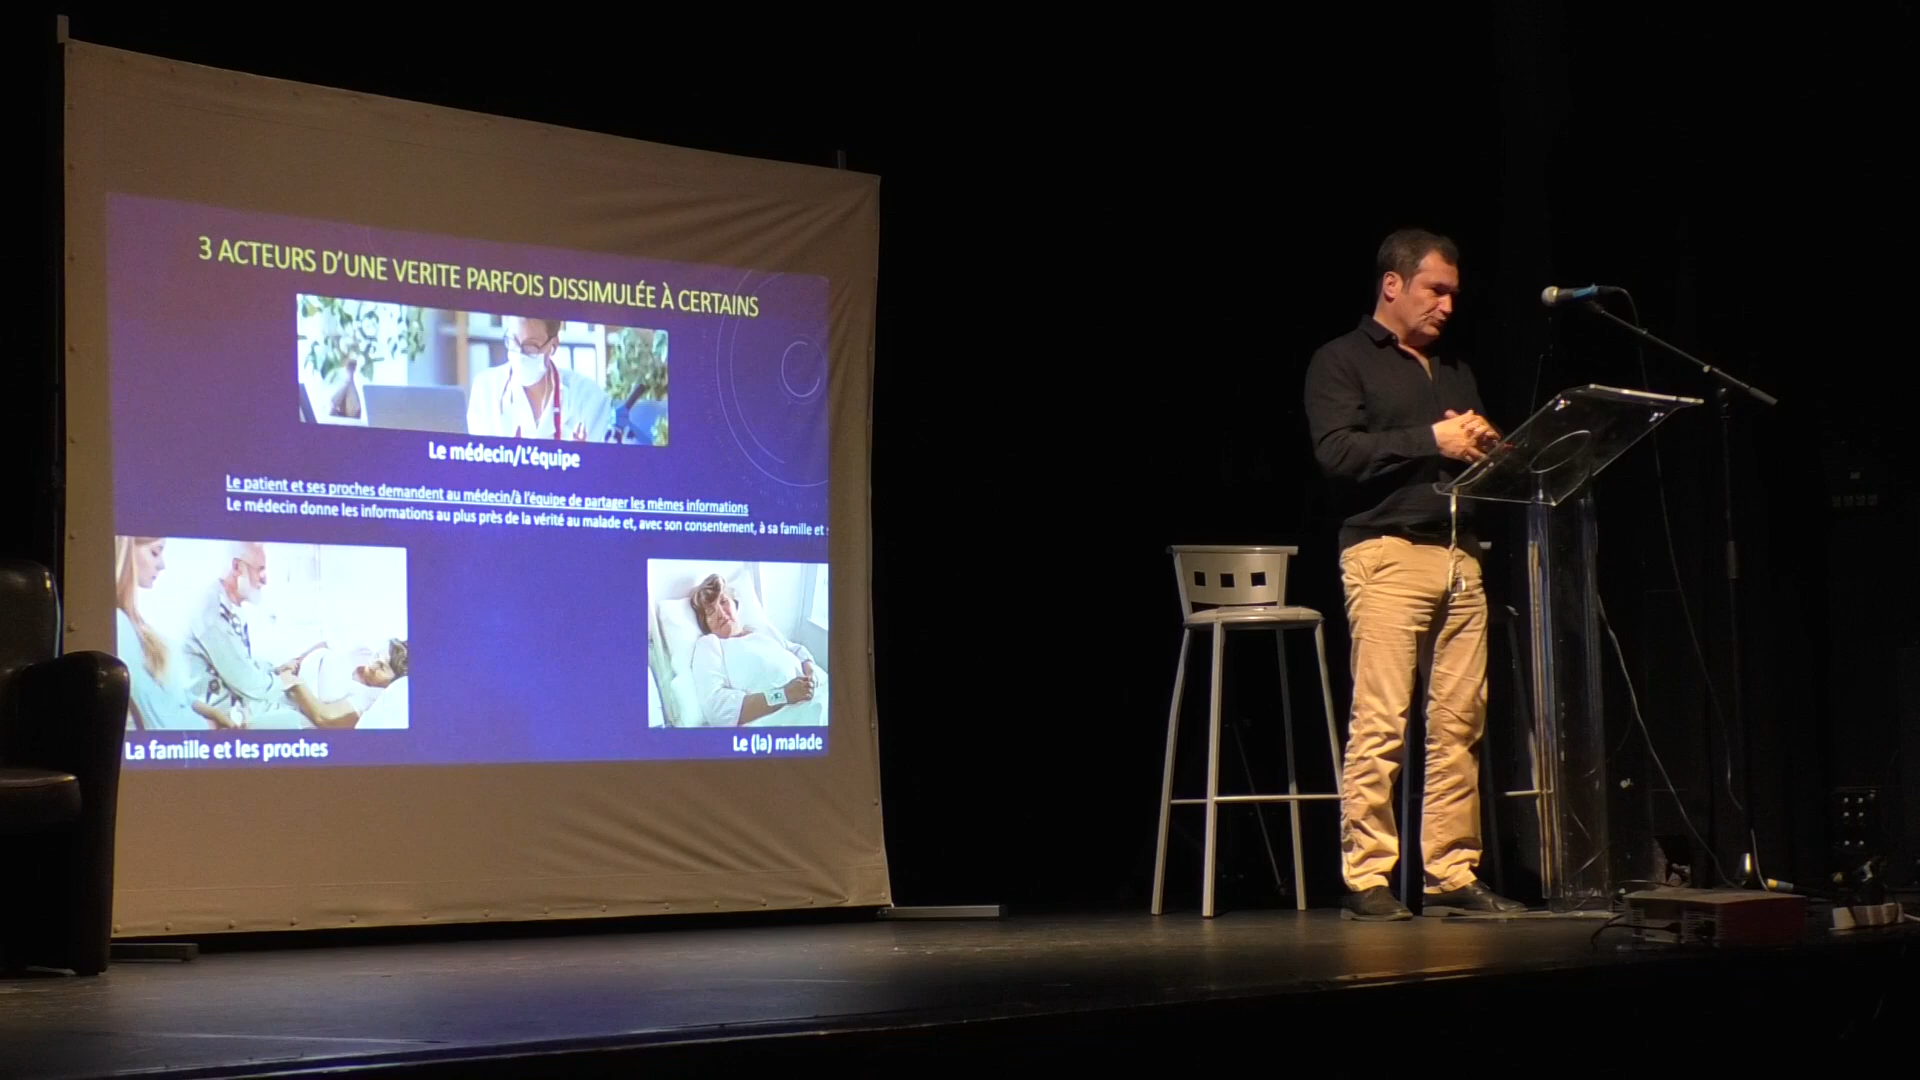 3 ACTEURS D'UNE VERITE PARFOIS DISSIMULÉE À CERTAINS
Le médecin/L'équipe
Le patient et ses proches demandent au médecin/à l'équipe de partager les mêmes informations
Le médecin donne les informations au plus près de la vérité au malade et, avec son consentement, à sa famille et
La famille et les proches
Le (la) malade